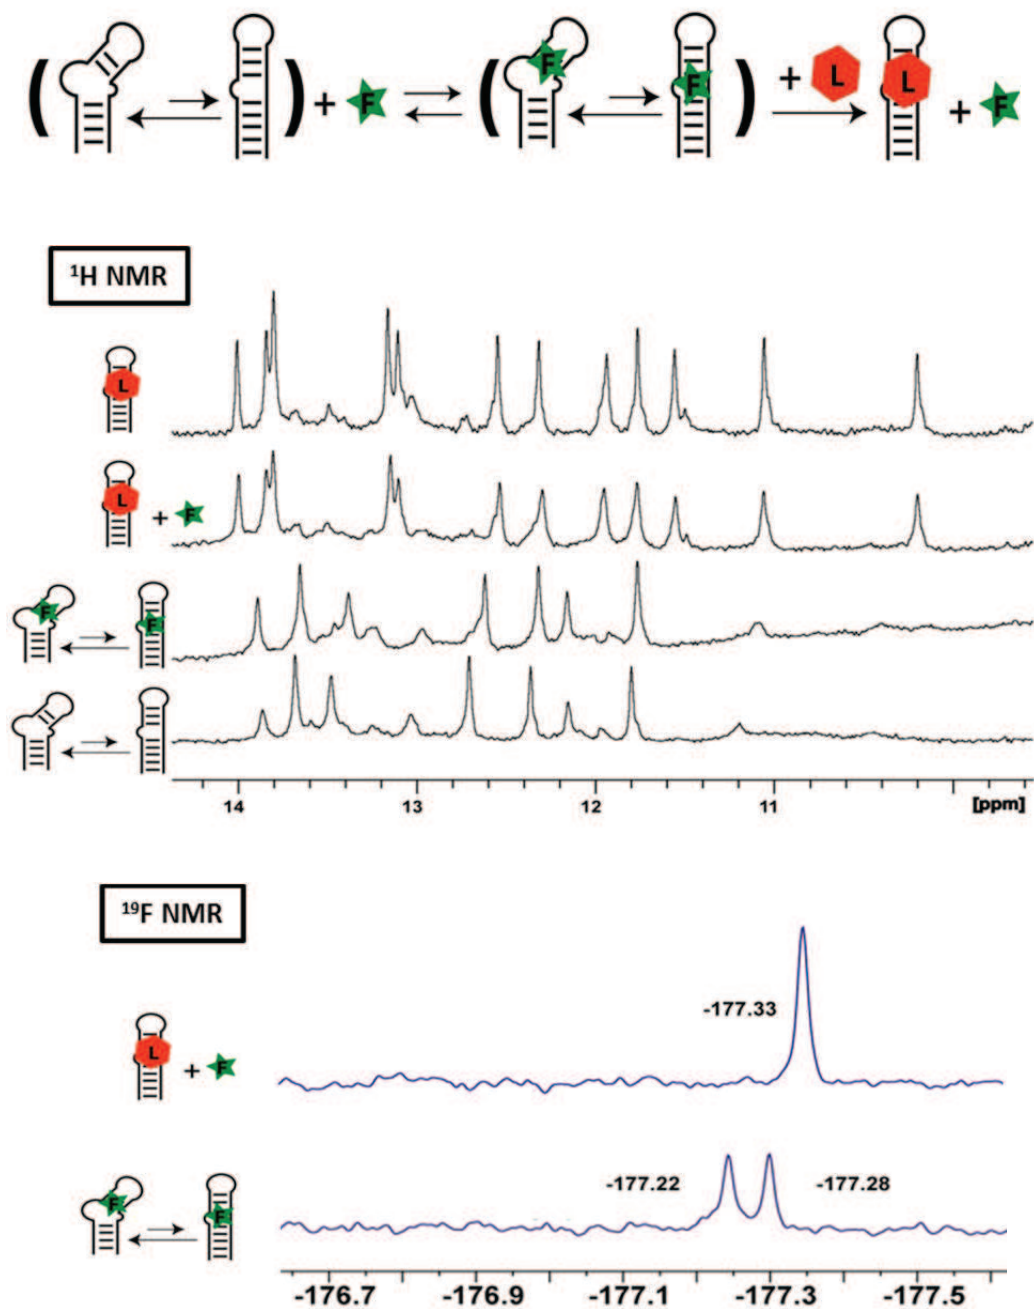 ( ) + F ( F F ) + L L + F
¹H NMR
L
L + F
F F
14 13 12 11 [ppm]
¹⁹F NMR
-177.33
L + F
-177.22 -177.28
F F
-176.7 -176.9 -177.1 -177.3 -177.5